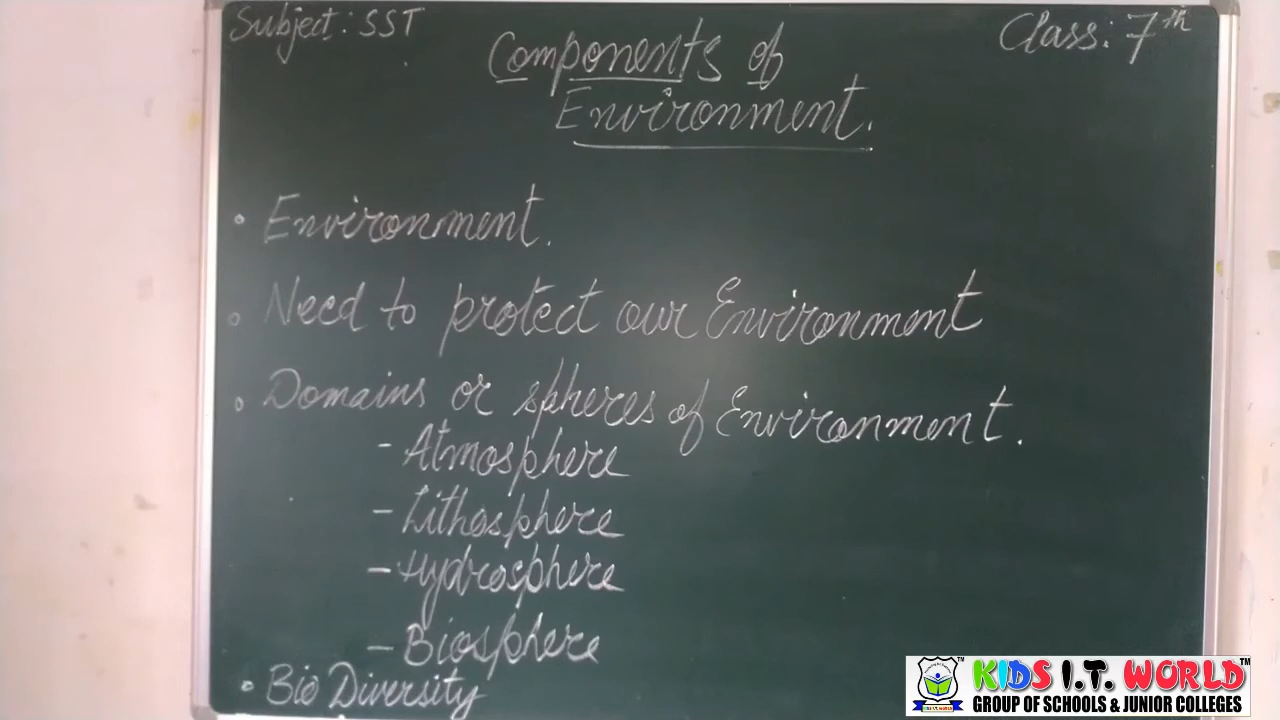 Subject: SST
Class: 7th
Components of
Environment.
• Environment.
• Need to protect our Environment
• Domains or spheres of Environment.
- Atmosphere
- Lithosphere
- Hydrosphere
- Biosphere
• Bio Diversity
KIDS I.T. WORLD™
GROUP OF SCHOOLS & JUNIOR COLLEGES